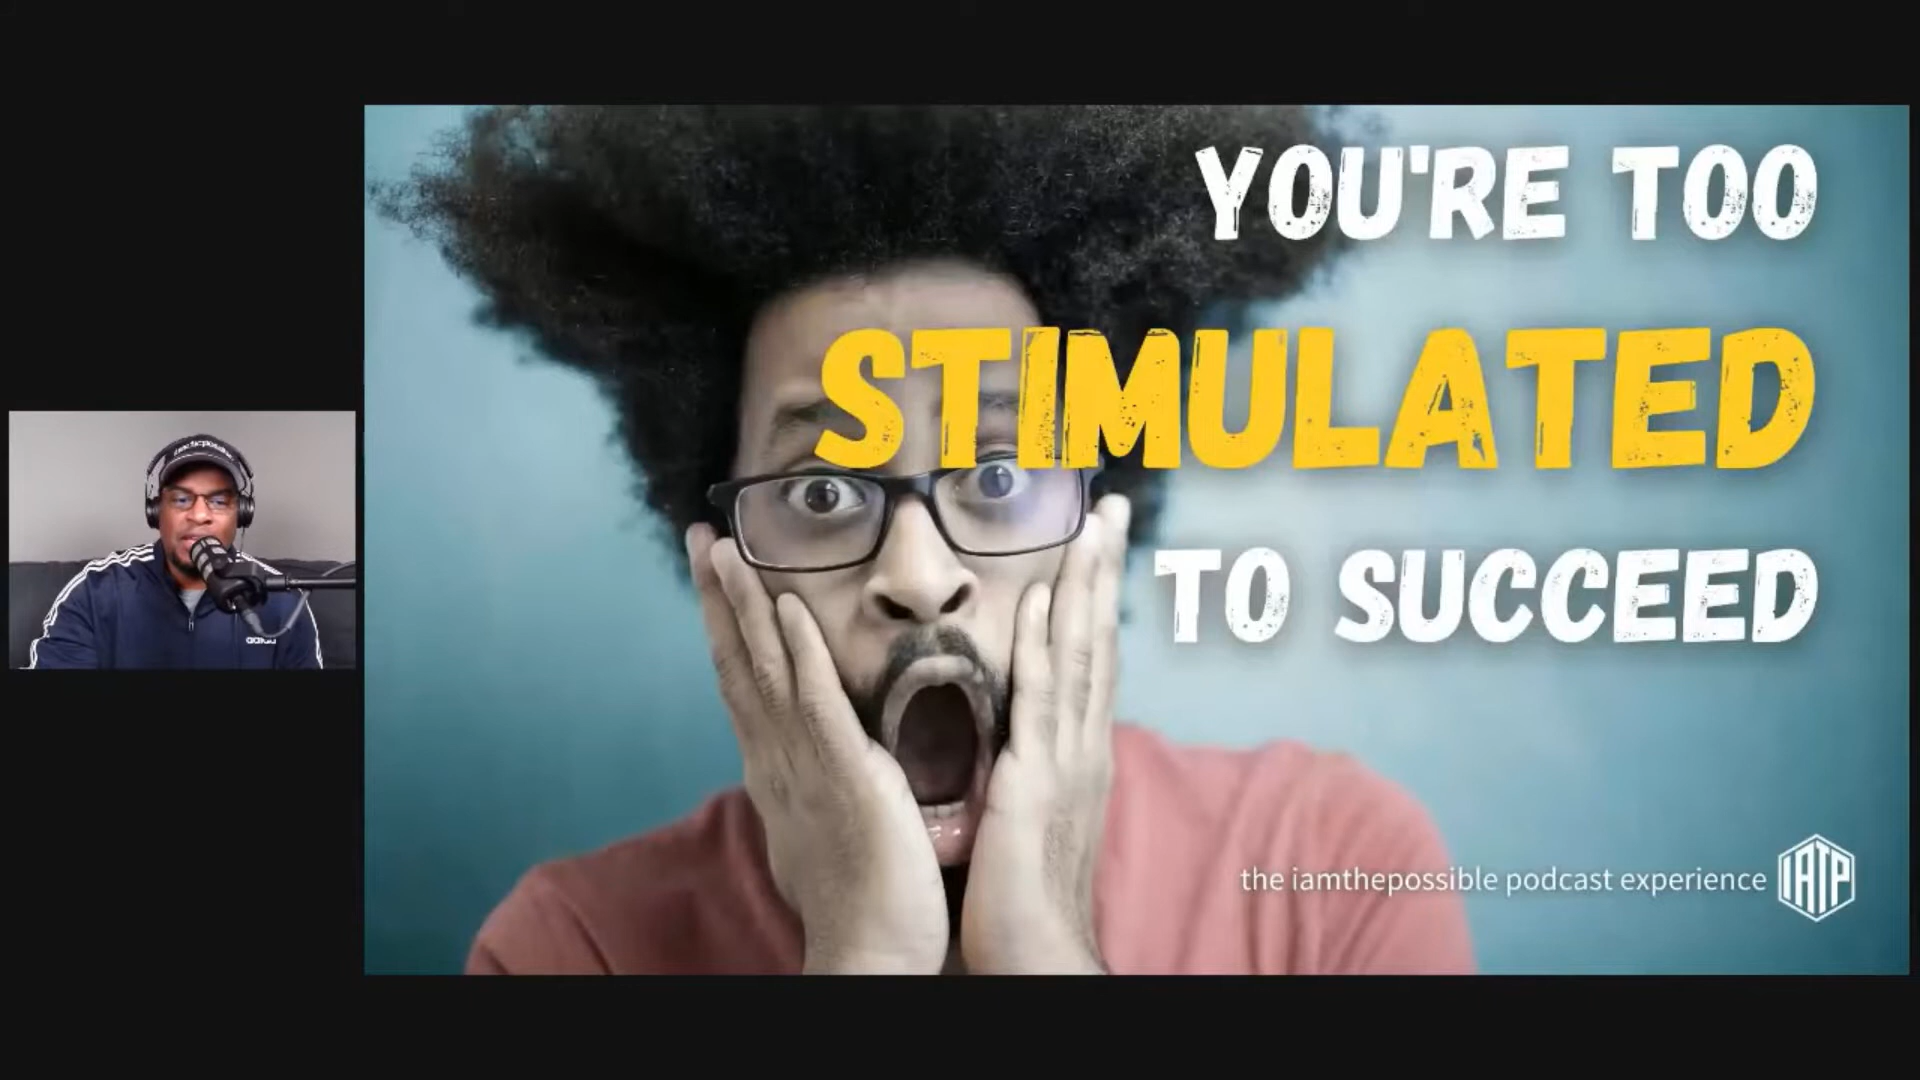 YOU'RE TOO
STIMULATED
TO SUCCEED
the iamthepossible podcast experience
IATP